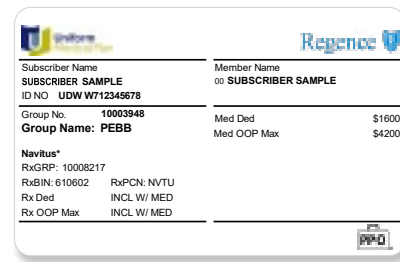 Uniform
Medical Plan
Regence
Subscriber Name
SUBSCRIBER SAMPLE
ID NO UDW W712345678
Member Name
00 SUBSCRIBER SAMPLE
Group No. 10003948
Group Name: PEBB
Navitus*
RxGRP: 10008217
RxBIN: 610602 RxPCN: NVTU
Rx Ded INCL W/ MED
Rx OOP Max INCL W/ MED
Med Ded $1600
Med OOP Max $4200
PPO